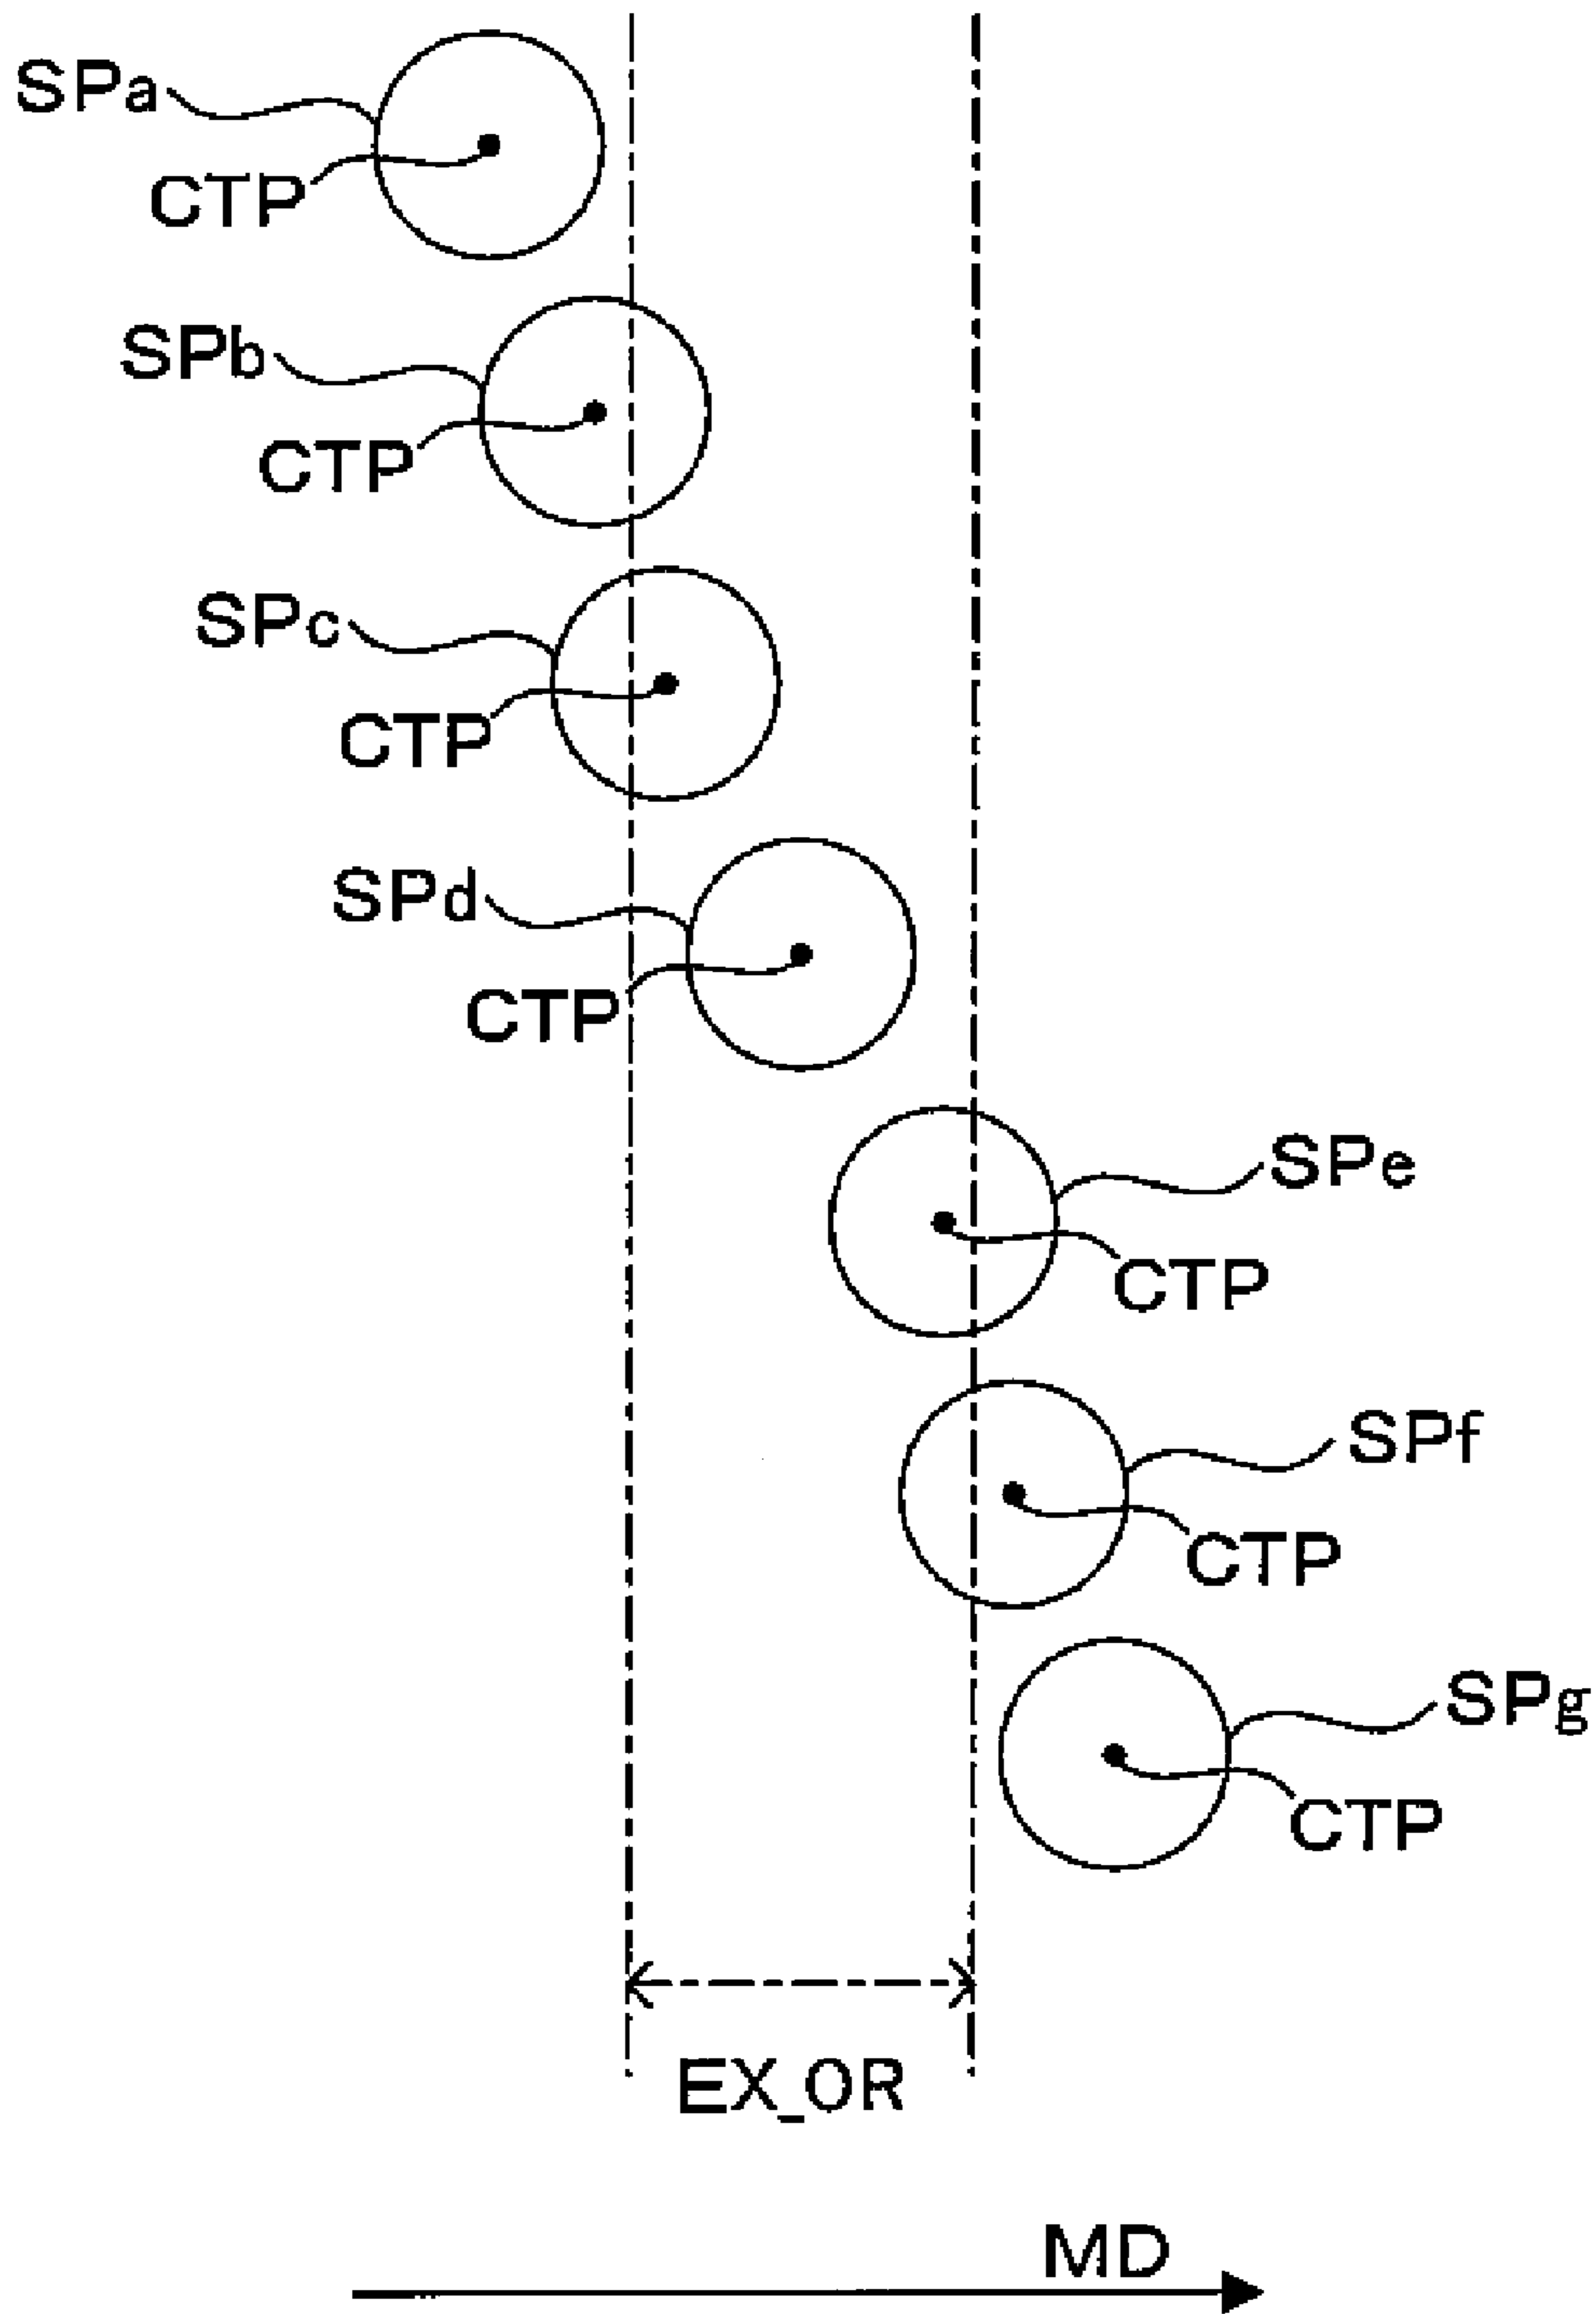 SPa
CTP
SPb
CTP
SPc
CTP
SPd
CTP
SPe
CTP
SPf
CTP
SPg
CTP
EX_OR
MD